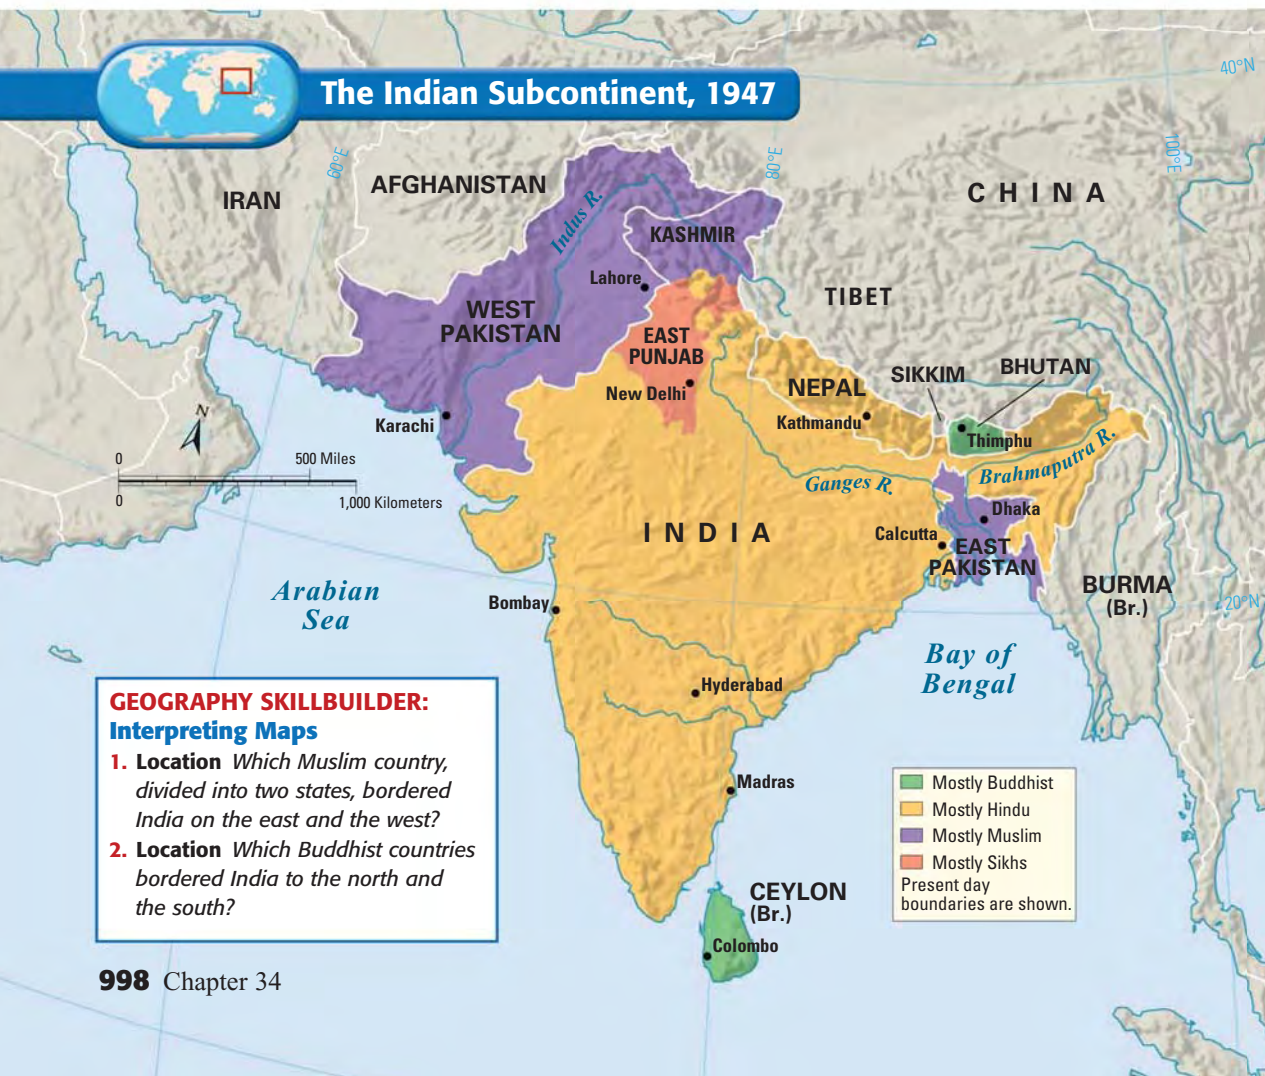 The Indian Subcontinent, 1947
40°N
60°E
80°E
100°E
IRAN
AFGHANISTAN
CHINA
Indus R.
KASHMIR
Lahore
TIBET
WEST
PAKISTAN
EAST
PUNJAB
New Delhi
NEPAL
Kathmandu
SIKKIM
BHUTAN
Thimphu
Karachi
N
0
500 Miles
0
1,000 Kilometers
Ganges R.
Brahmaputra R.
Dhaka
INDIA
Calcutta
EAST
PAKISTAN
BURMA
(Br.)
20°N
Arabian
Sea
Bombay
Bay of
Bengal
Hyderabad
Madras
CEYLON
(Br.)
Colombo
Mostly Buddhist
Mostly Hindu
Mostly Muslim
Mostly Sikhs
Present day
boundaries are shown.
GEOGRAPHY SKILLBUILDER:
Interpreting Maps
1. Location Which Muslim country,
divided into two states, bordered
India on the east and the west?
2. Location Which Buddhist countries
bordered India to the north and
the south?
998 Chapter 34